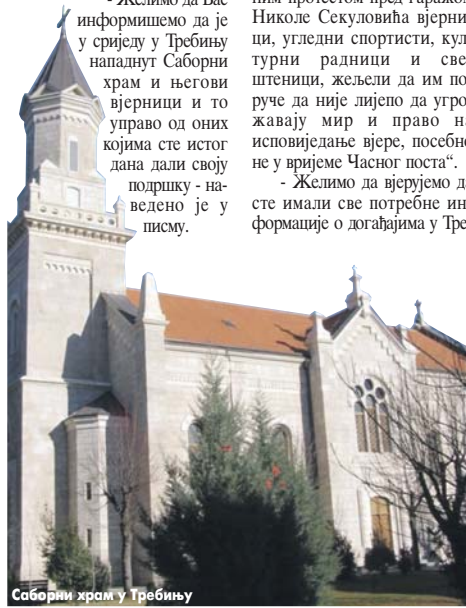 - Желимо да Вас
информишемо да је
у сриједу у Требињу
нападнут Саборни
храм и његови
вјерници и то
управо од оних
којима сте истог
дана дали своју
подршку - на-
ведено је у
писму.
ним протестом пред гаражом
Николе Секуловића вјерни-
ци, угледни спортисти, кул-
турни радници и све-
штеници, жељели да им по-
руче да није лијепо да угро-
жавају мир и право на
исповиједање вјере, посебно
не у вријеме Часног поста“.
- Желимо да вјерујемо да
сте имали све потребне ин-
формације о догађајима у Тре-
Саборни храм у Требињу